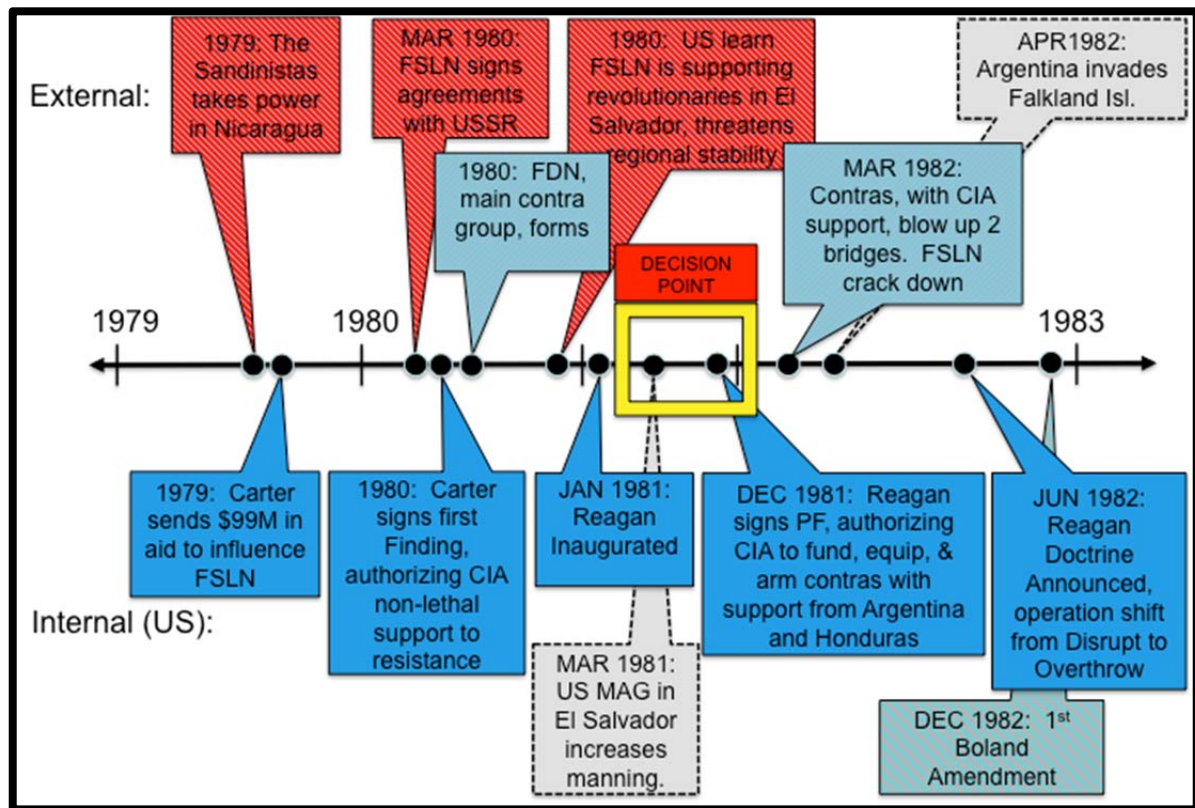 External:
1979: The
Sandinistas
takes power
in Nicaragua
MAR 1980:
FSLN signs
agreements
with USSR
1980: US learn
FSLN is supporting
revolutionaries in El
Salvador, threatens
regional stability
APR1982:
Argentina invades
Falkland Isl.
1980: FDN,
main contra
group, forms
MAR 1982:
Contras, with CIA
support, blow up 2
bridges. FSLN
crack down
DECISION
POINT
1979
1980
1983
1979: Carter
sends $99M in
aid to influence
FSLN
1980: Carter
signs first
Finding,
authorizing CIA
non-lethal
support to
resistance
JAN 1981:
Reagan
Inaugurated
DEC 1981: Reagan
signs PF, authorizing
CIA to fund, equip, &
arm contras with
support from Argentina
and Honduras
JUN 1982:
Reagan
Doctrine
Announced,
operation shift
from Disrupt to
Overthrow
Internal (US):
MAR 1981:
US MAG in
El Salvador
increases
manning.
DEC 1982: 1st
Boland
Amendment